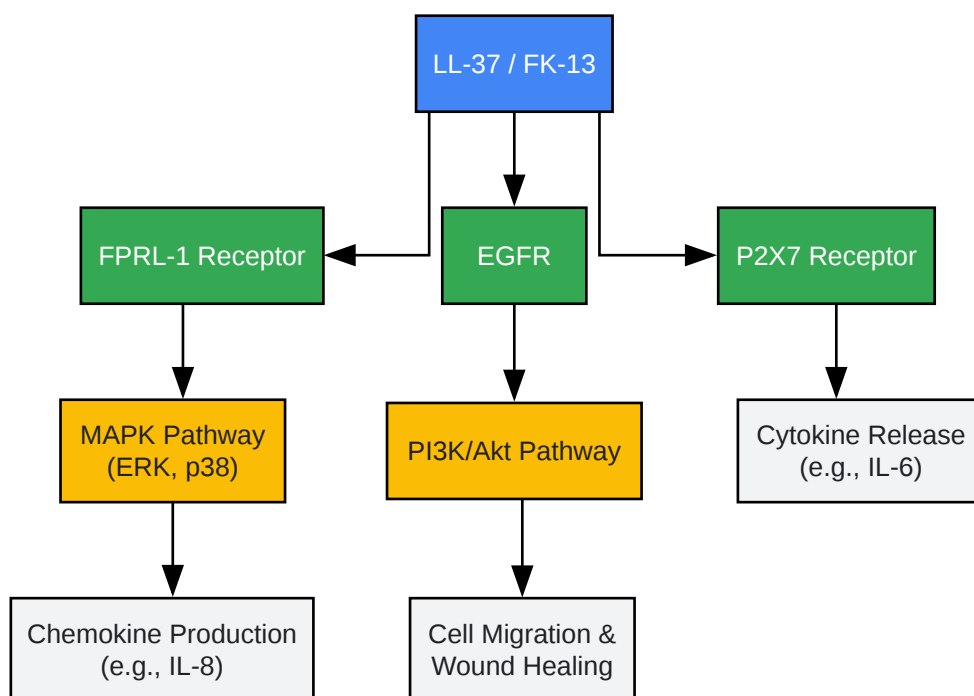 LL-37 / FK-13
FPRL-1 Receptor
EGFR
P2X7 Receptor
MAPK Pathway
(ERK, p38)
PI3K/Akt Pathway
Cytokine Release
(e.g., IL-6)
Chemokine Production
(e.g., IL-8)
Cell Migration &
Wound Healing